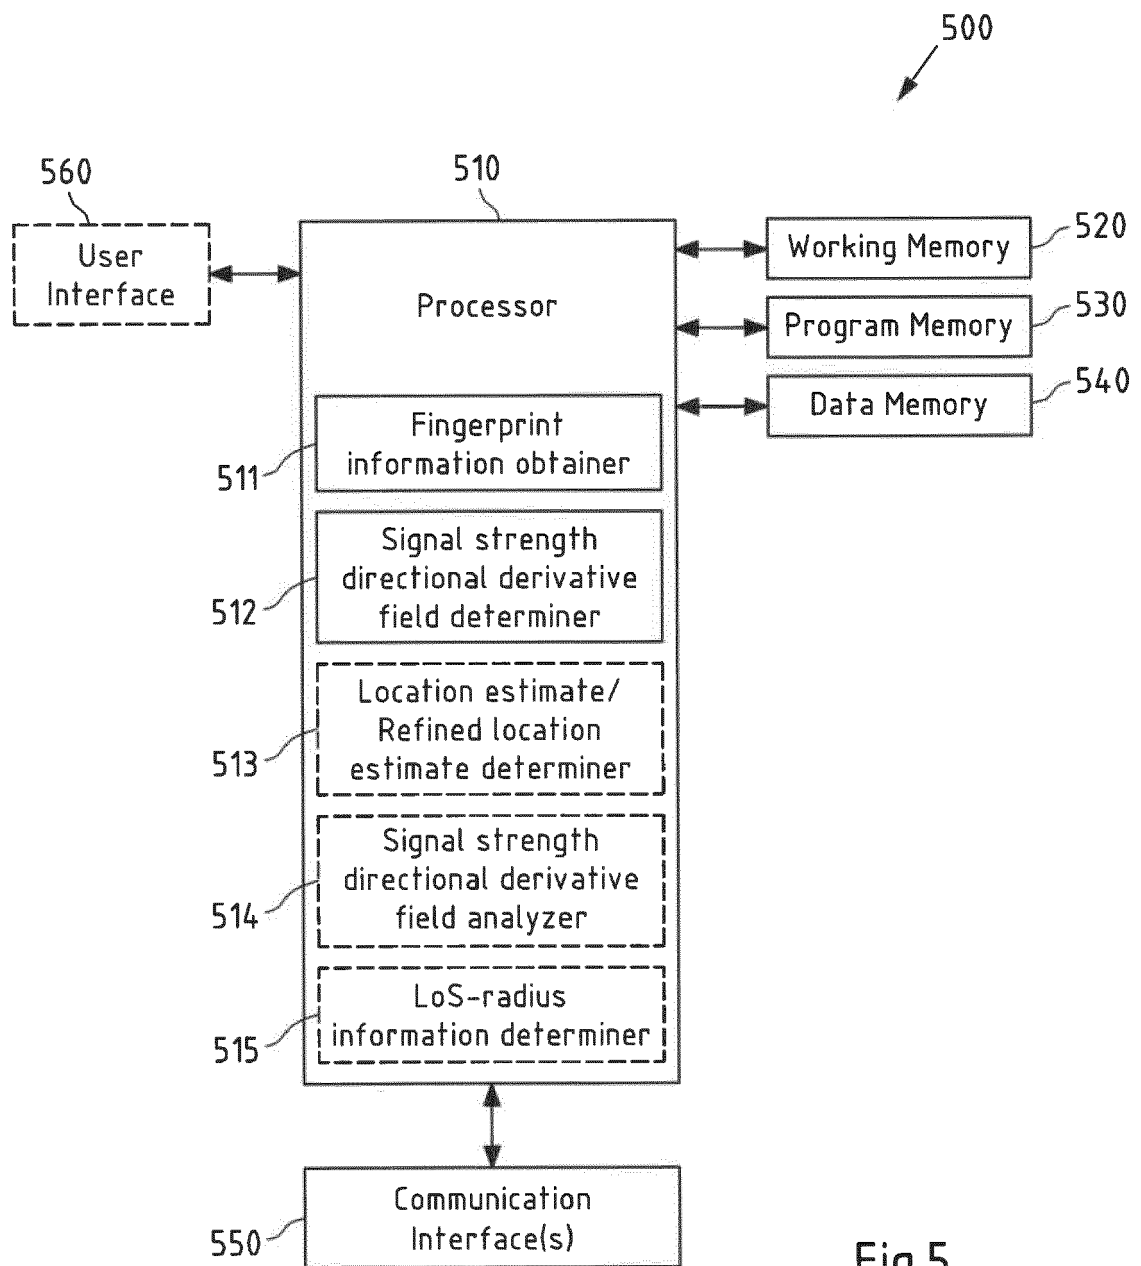 500
560
510
User
Interface
Processor
Working Memory
520
Program Memory
530
Data Memory
540
Fingerprint
information obtainer
511
Signal strength
directional derivative
field determiner
512
Location estimate/
Refined location
estimate determiner
513
Signal strength
directional derivative
field analyzer
514
LoS-radius
information determiner
515
Communication
Interface(s)
550
Fig.5